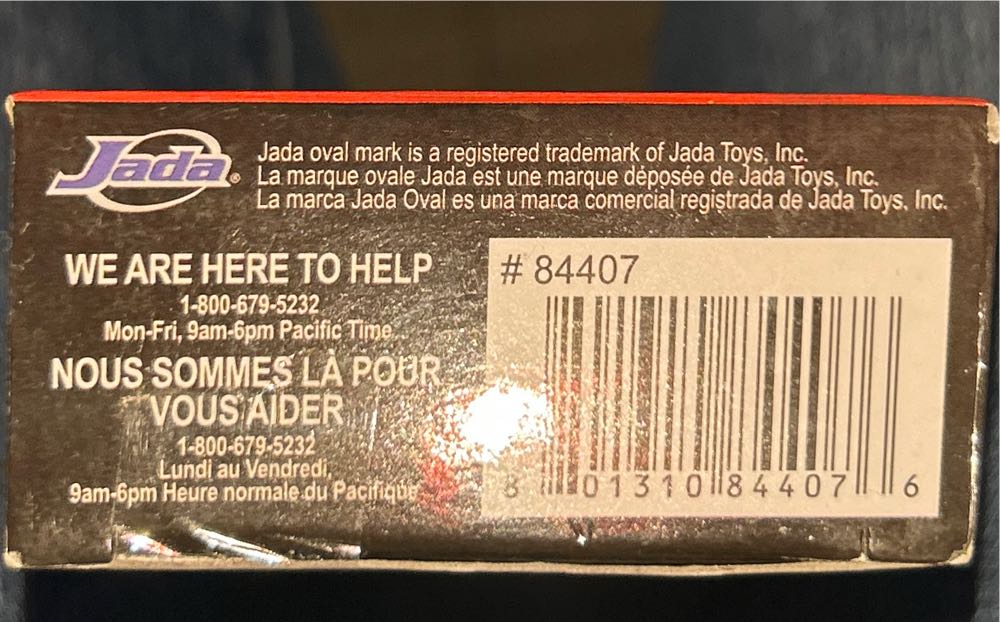 Jada®
Jada oval mark is a registered trademark of Jada Toys, Inc.
La marque ovale Jada est une marque déposée de Jada Toys, Inc.
La marca Jada Oval es una marca comercial registrada de Jada Toys, Inc.
WE ARE HERE TO HELP
1-800-679-5232
Mon-Fri, 9am-6pm Pacific Time
NOUS SOMMES LÀ POUR
VOUS AIDER
1-800-679-5232
Lundi au Vendredi,
9am-6pm Heure normale du Pacifique
# 84407
8 01310 84407 6